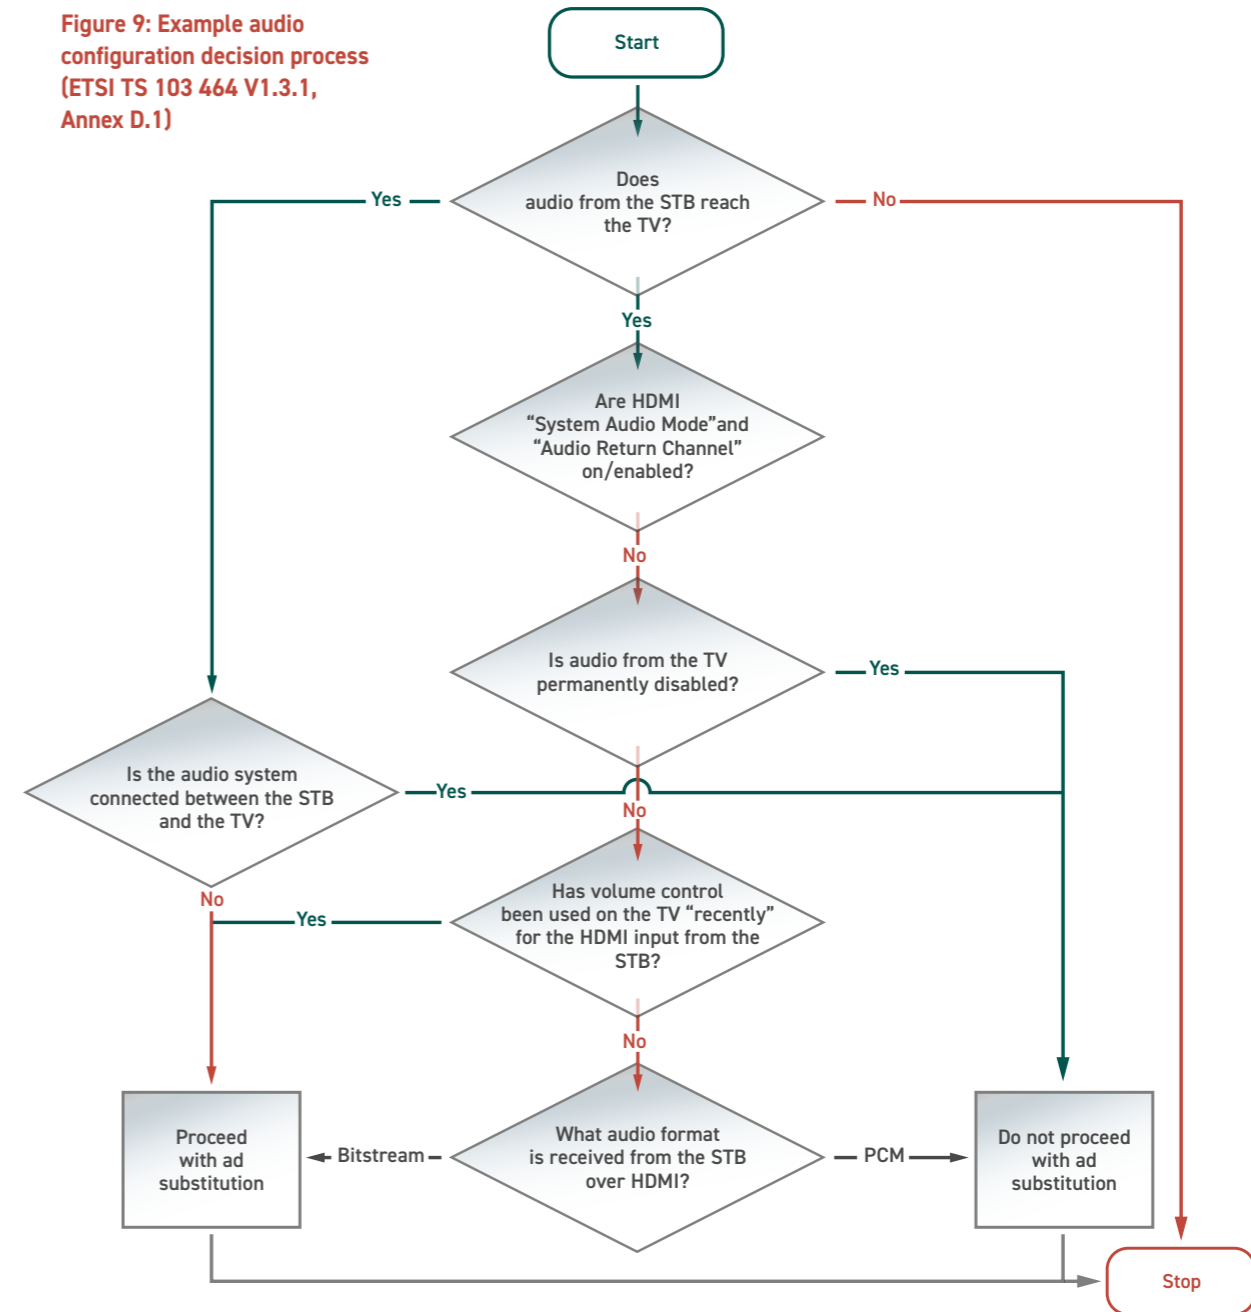 Figure 9: Example audio
configuration decision process
(ETSI TS 103 464 V1.3.1,
Annex D.1)
Start
Does
audio from the STB reach
the TV?
Yes
No
Yes
Are HDMI
“System Audio Mode”and
“Audio Return Channel”
on/enabled?
No
Is audio from the TV
permanently disabled?
Yes
Is the audio system
connected between the STB
and the TV?
Yes
No
No
Has volume control
been used on the TV “recently”
for the HDMI input from the
STB?
Yes
No
What audio format
is received from the STB
over HDMI?
Bitstream
PCM
Proceed
with ad
substitution
Do not proceed
with ad
substitution
Stop